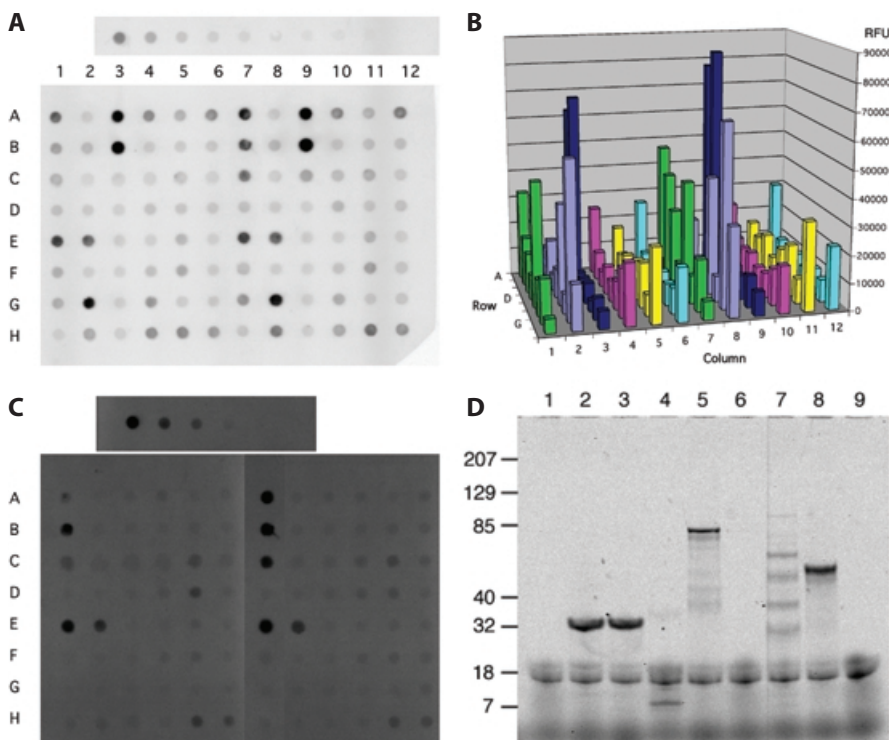 A
1 2 3 4 5 6 7 8 9 10 11 12
A
B
C
D
E
F
G
H
B
RFU
90000
80000
70000
60000
50000
40000
30000
20000
10000
0
A
D
Row
G
1 2 3 4 5 6 7 8 9 10 11 12
Column
C
A
B
C
D
E
F
G
H
D
1 2 3 4 5 6 7 8 9
207
129
85
40
32
18
7